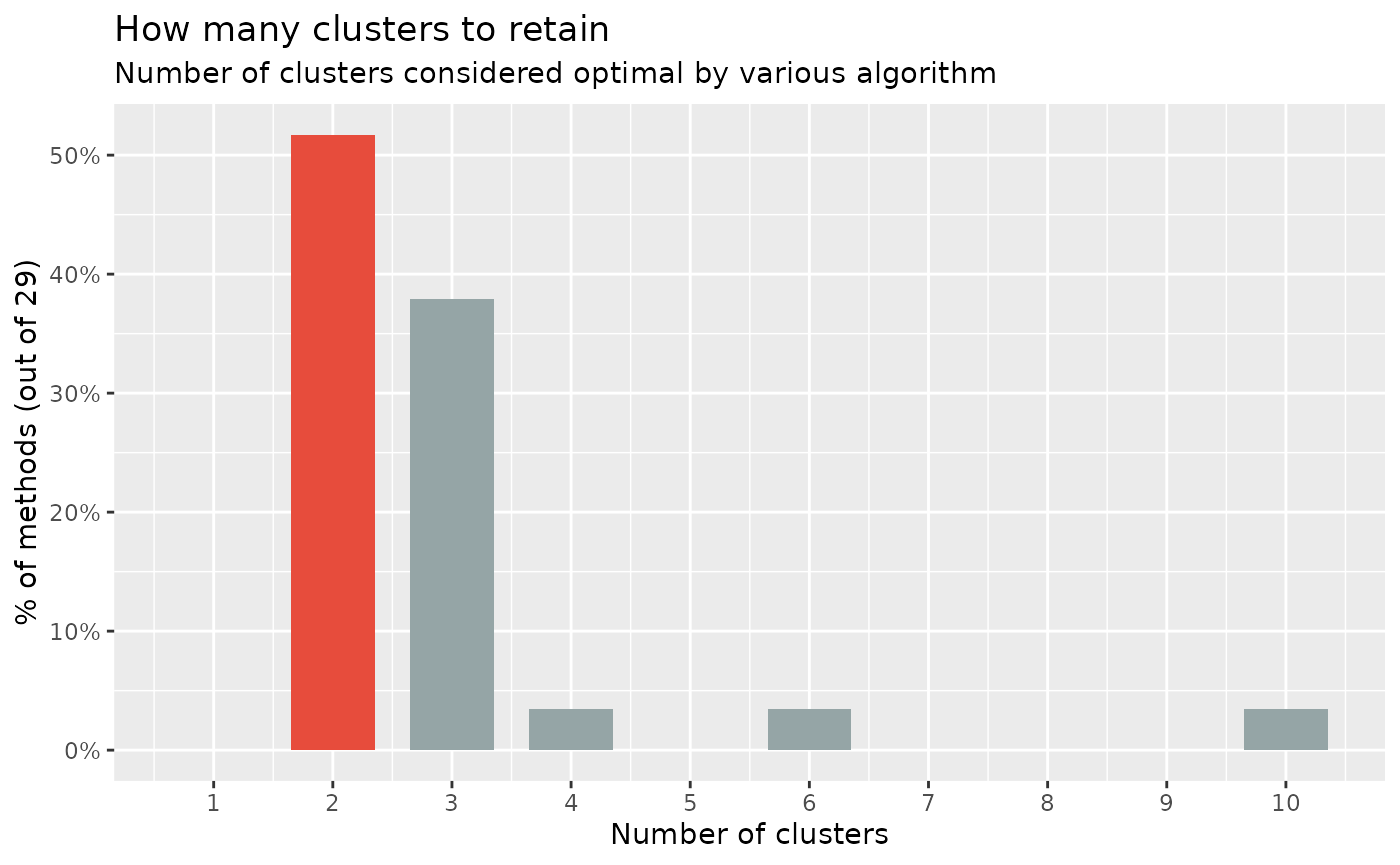 How many clusters to retain
Number of clusters considered optimal by various algorithm
50%
40%
30%
20%
10%
0%
% of methods (out of 29)
1 2 3 4 5 6 7 8 9 10
Number of clusters